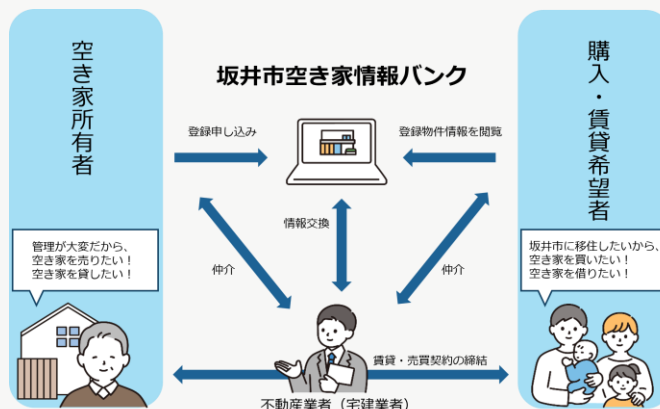 坂井市空き家情報バンク
空き家所有者
購入・賃貸希望者
登録申し込み
登録物件情報を閲覧
情報交換
仲介
仲介
管理が大変だから、
空き家を売りたい！
空き家を貸したい！
坂井市に移住したいから、
空き家を買いたい！
空き家を借りたい！
賃貸・売買契約の締結
不動産業者（宅建業者）